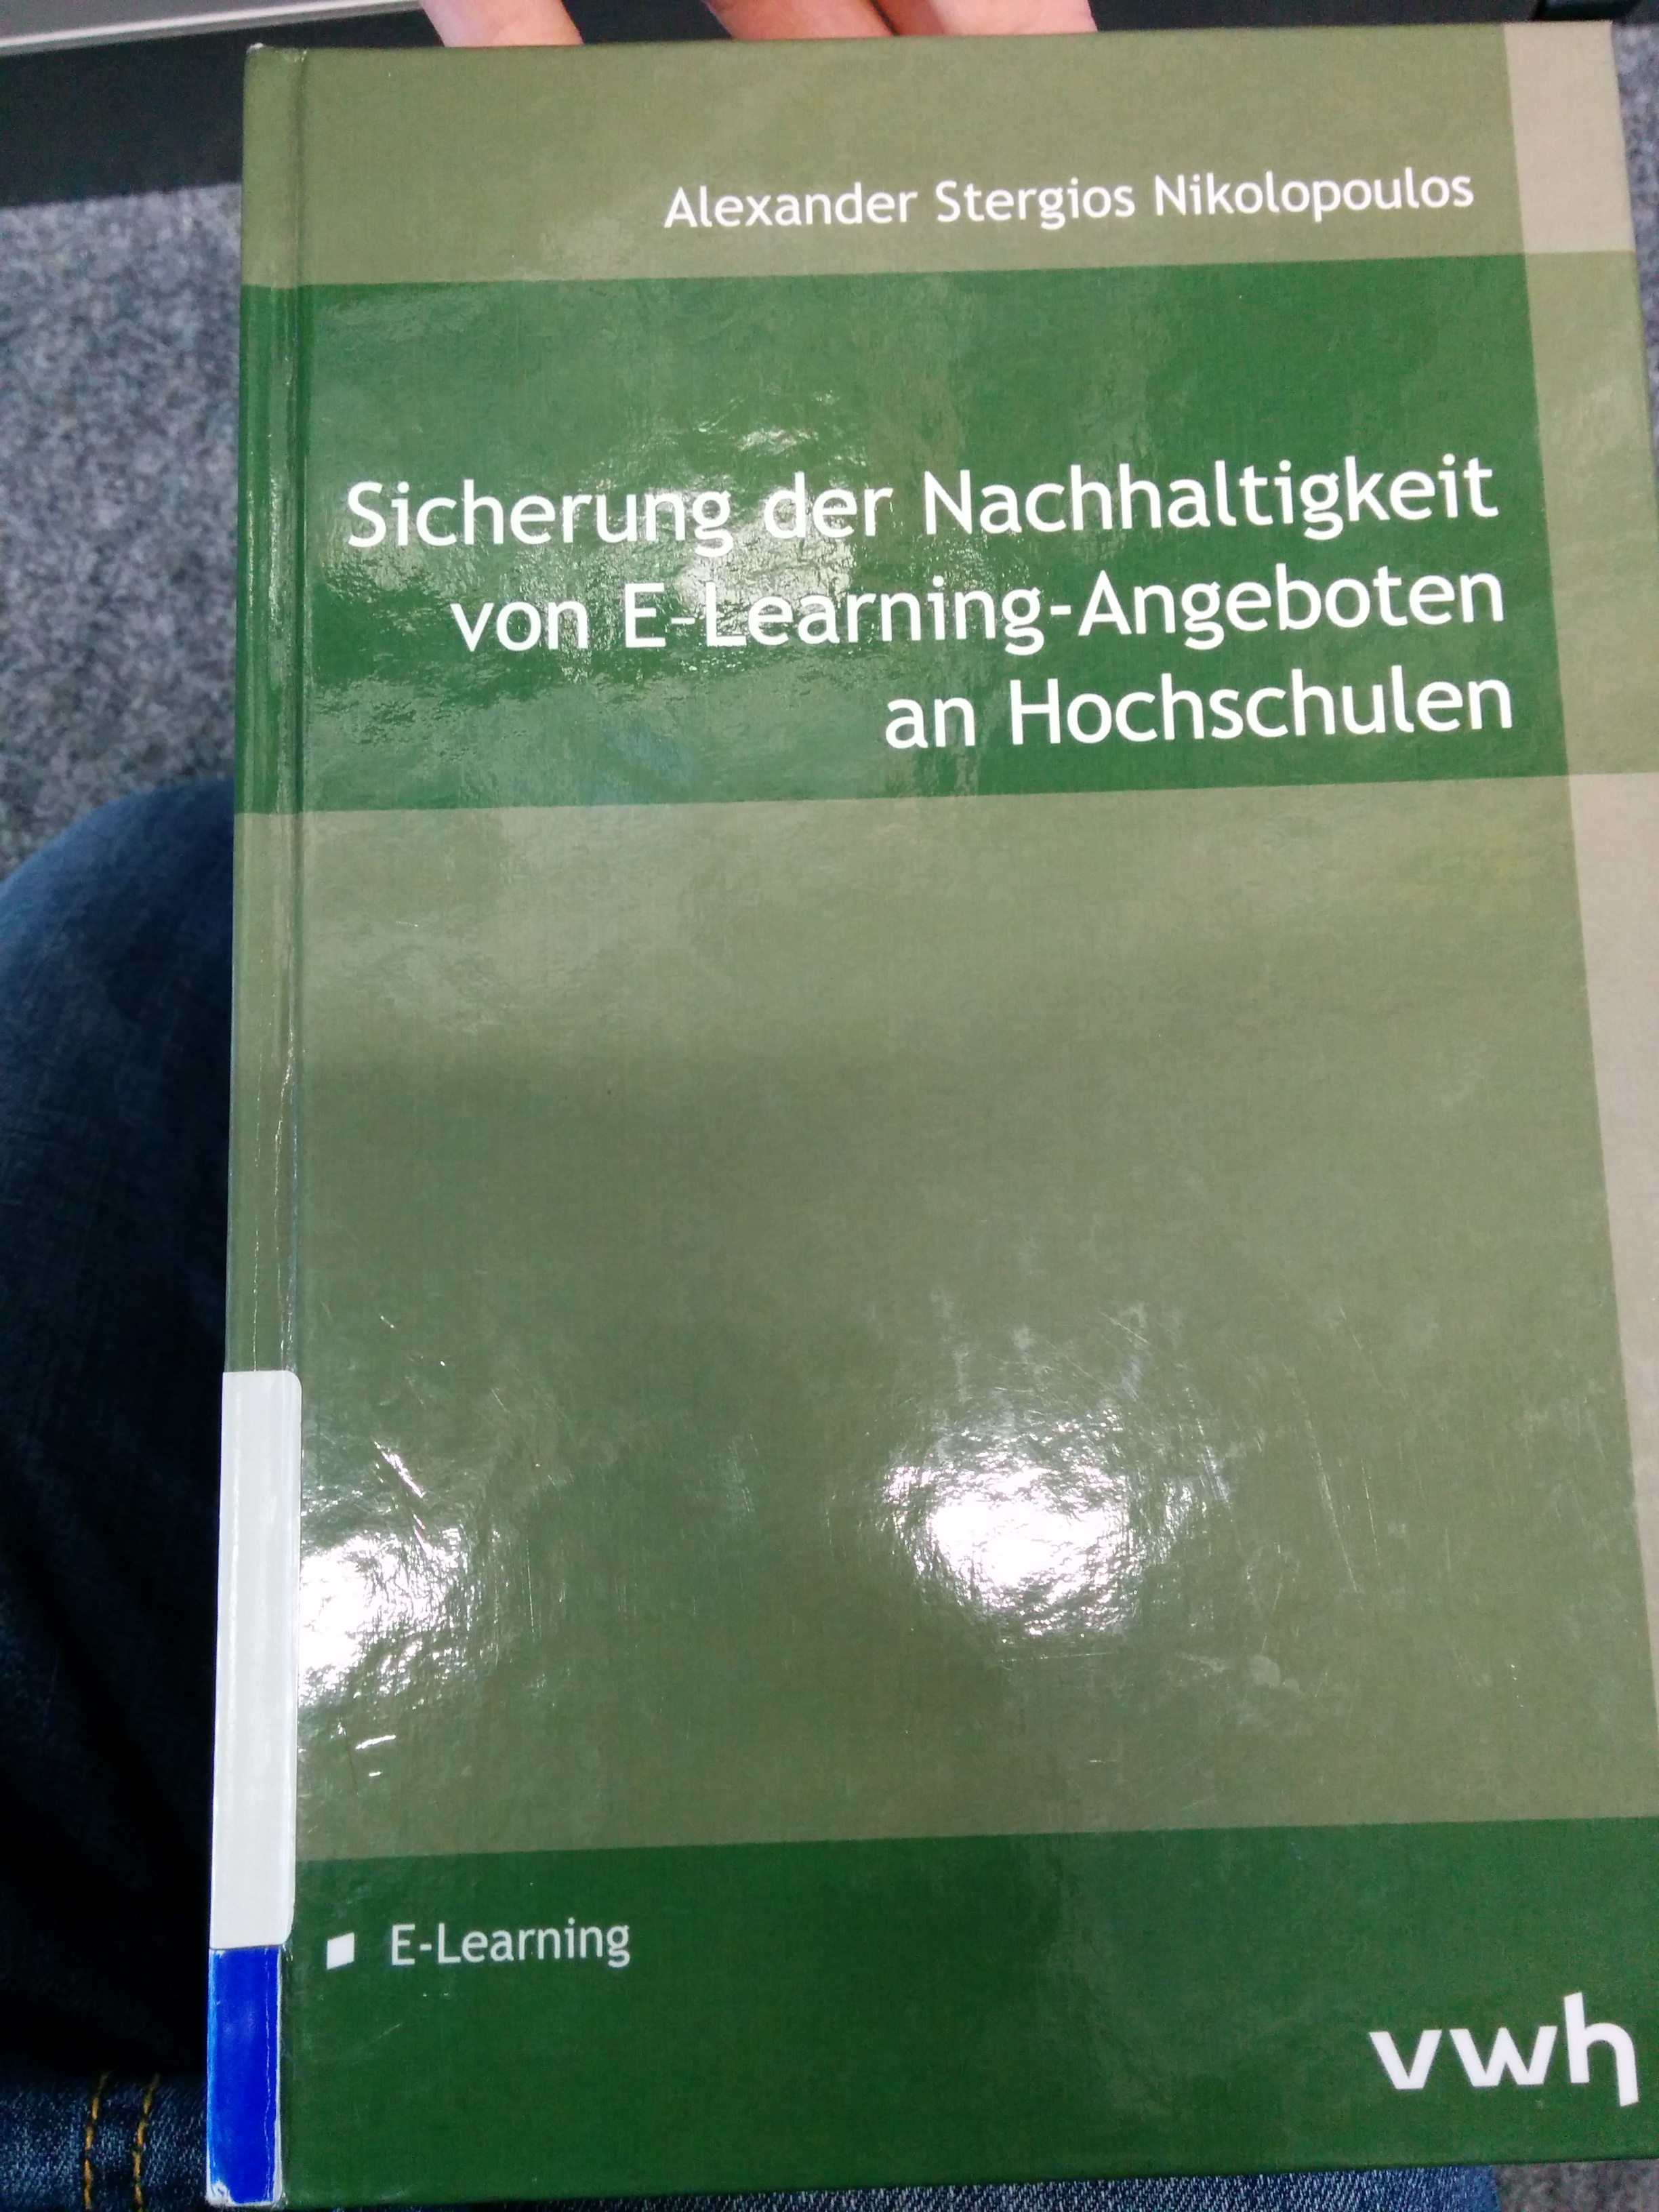 Alexander Stergios Nikolopoulos
Sicherung der Nachhaltigkeit
von E-Learning-Angeboten
an Hochschulen
E-Learning
vwh